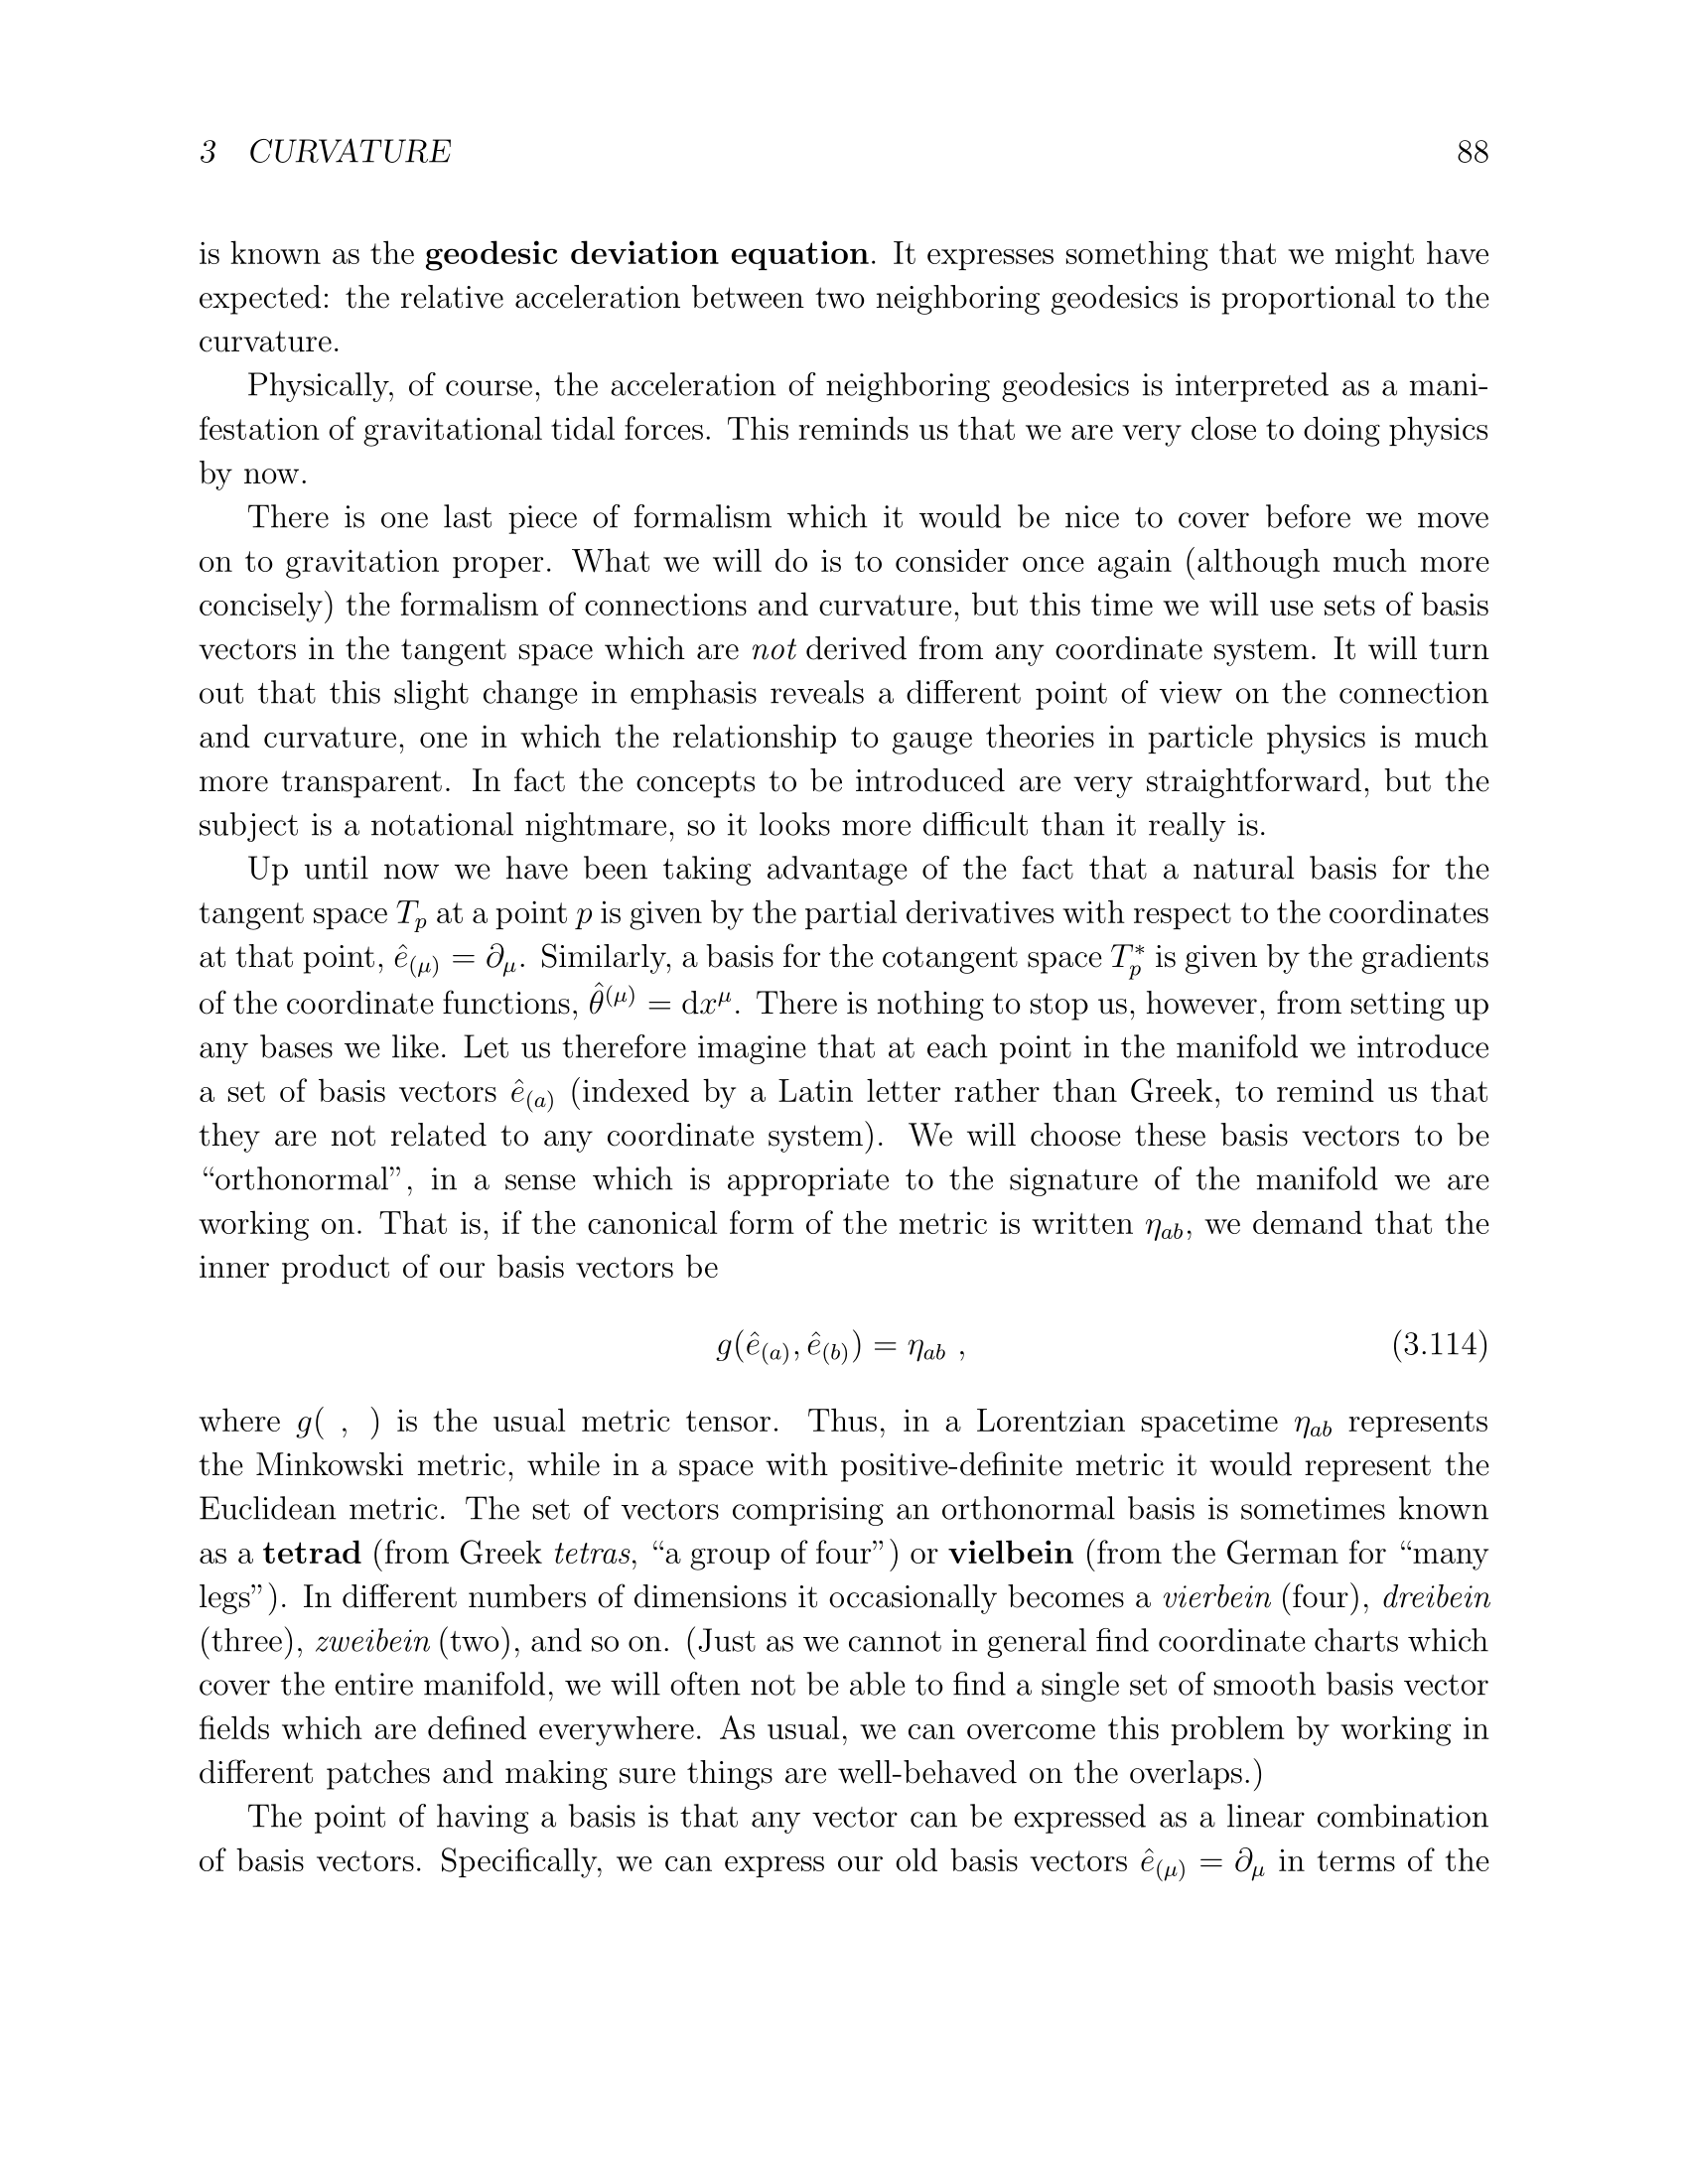 3 CURVATURE 88
is known as the geodesic deviation equation. It expresses something that we might have
expected: the relative acceleration between two neighboring geodesics is proportional to the
curvature.
Physically, of course, the acceleration of neighboring geodesics is interpreted as a mani-
festation of gravitational tidal forces. This reminds us that we are very close to doing physics
by now.
There is one last piece of formalism which it would be nice to cover before we move
on to gravitation proper. What we will do is to consider once again (although much more
concisely) the formalism of connections and curvature, but this time we will use sets of basis
vectors in the tangent space which are not derived from any coordinate system. It will turn
out that this slight change in emphasis reveals a different point of view on the connection
and curvature, one in which the relationship to gauge theories in particle physics is much
more transparent. In fact the concepts to be introduced are very straightforward, but the
subject is a notational nightmare, so it looks more difficult than it really is.
Up until now we have been taking advantage of the fact that a natural basis for the
tangent space $T_p$ at a point $p$ is given by the partial derivatives with respect to the coordinates
at that point, $\hat{e}_{(\mu)} = \partial_\mu$. Similarly, a basis for the cotangent space $T_p^*$ is given by the gradients
of the coordinate functions, $\hat{\theta}^{(\mu)} = \mathrm{d}x^\mu$. There is nothing to stop us, however, from setting up
any bases we like. Let us therefore imagine that at each point in the manifold we introduce
a set of basis vectors $\hat{e}_{(a)}$ (indexed by a Latin letter rather than Greek, to remind us that
they are not related to any coordinate system). We will choose these basis vectors to be
“orthonormal”, in a sense which is appropriate to the signature of the manifold we are
working on. That is, if the canonical form of the metric is written $\eta_{ab}$, we demand that the
inner product of our basis vectors be
$g(\hat{e}_{(a)}, \hat{e}_{(b)}) = \eta_{ab}$ , (3.114)
where $g(\ ,\ )$ is the usual metric tensor. Thus, in a Lorentzian spacetime $\eta_{ab}$ represents
the Minkowski metric, while in a space with positive-definite metric it would represent the
Euclidean metric. The set of vectors comprising an orthonormal basis is sometimes known
as a tetrad (from Greek tetras, “a group of four”) or vielbein (from the German for “many
legs”). In different numbers of dimensions it occasionally becomes a vierbein (four), dreibein
(three), zweibein (two), and so on. (Just as we cannot in general find coordinate charts which
cover the entire manifold, we will often not be able to find a single set of smooth basis vector
fields which are defined everywhere. As usual, we can overcome this problem by working in
different patches and making sure things are well-behaved on the overlaps.)
The point of having a basis is that any vector can be expressed as a linear combination
of basis vectors. Specifically, we can express our old basis vectors $\hat{e}_{(\mu)} = \partial_\mu$ in terms of the